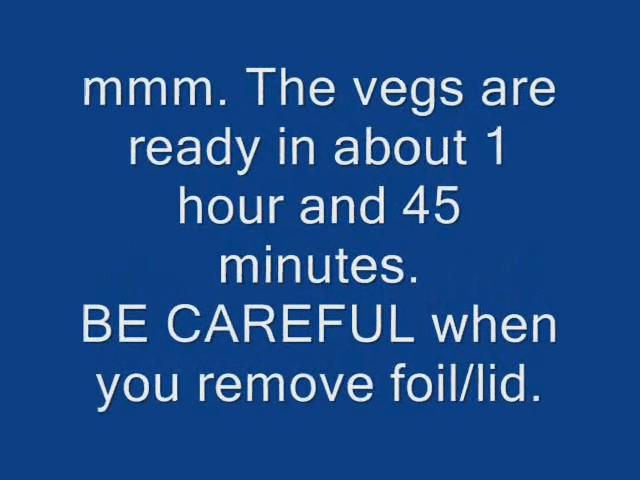 mmm. The vegs are
ready in about 1
hour and 45
minutes.
BE CAREFUL when
you remove foil/lid.